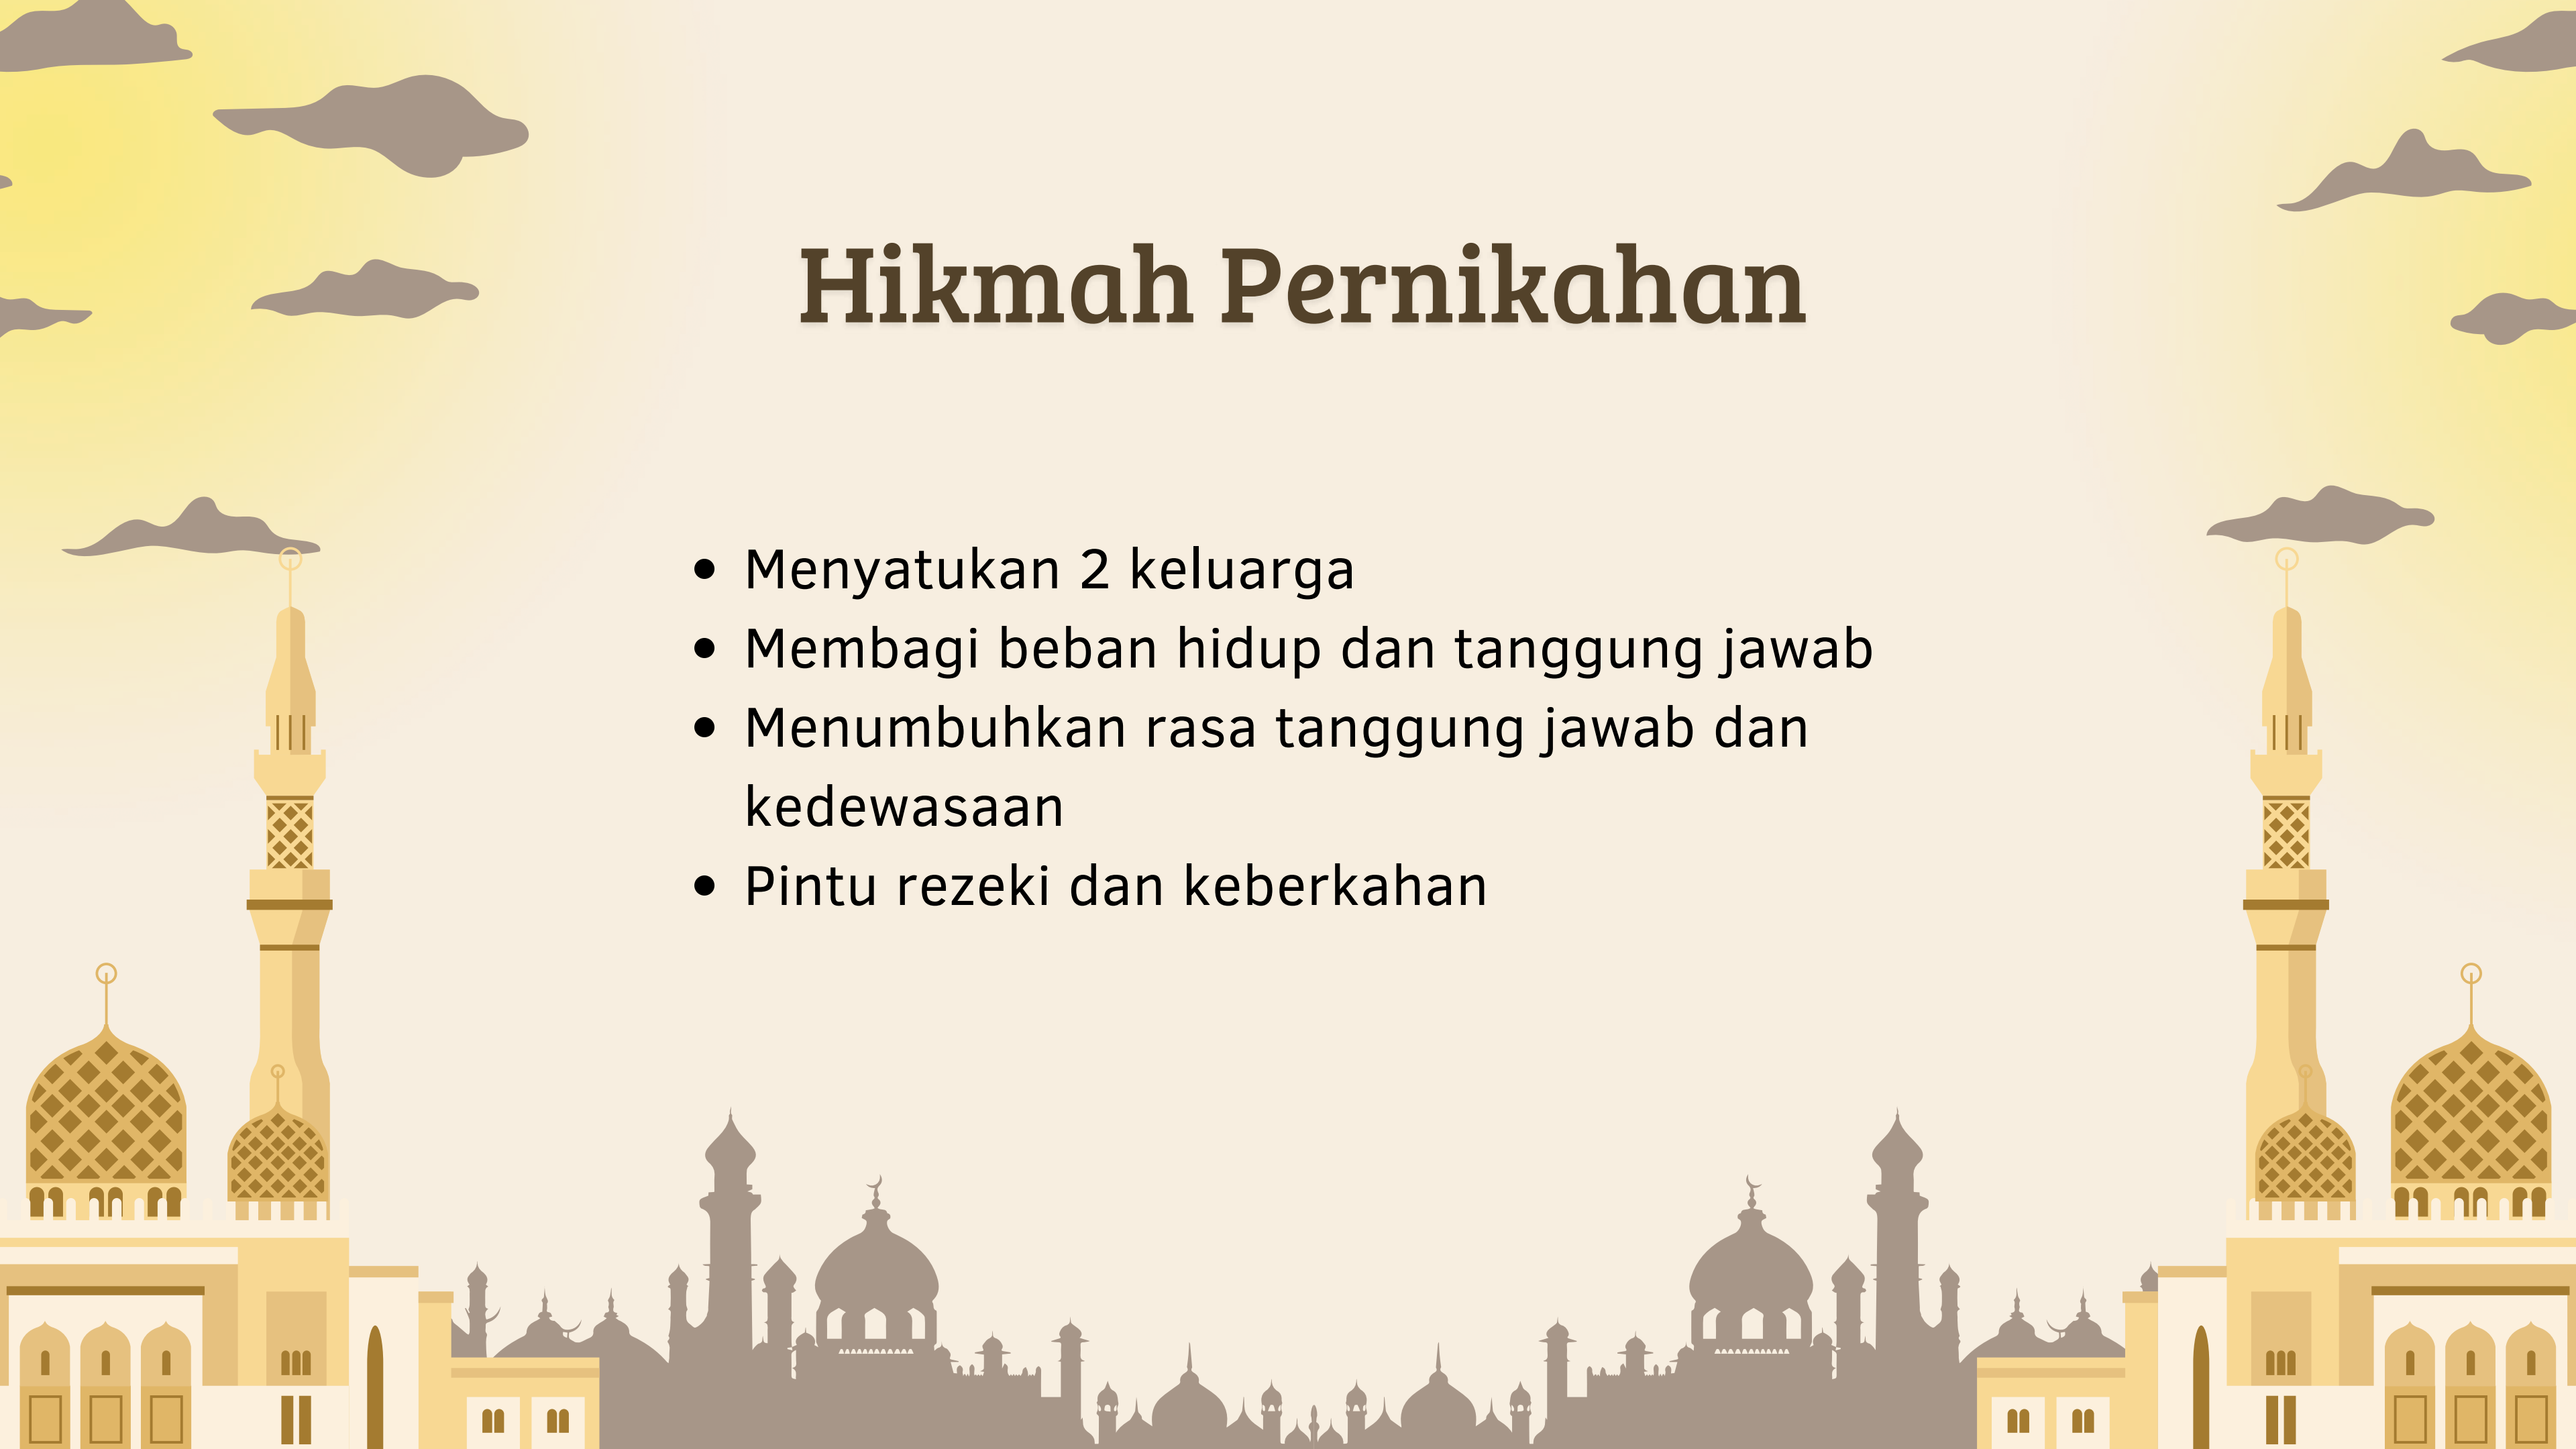 Hikmah Pernikahan
• Menyatukan 2 keluarga
• Membagi beban hidup dan tanggung jawab
• Menumbuhkan rasa tanggung jawab dan
kedewasaan
• Pintu rezeki dan keberkahan